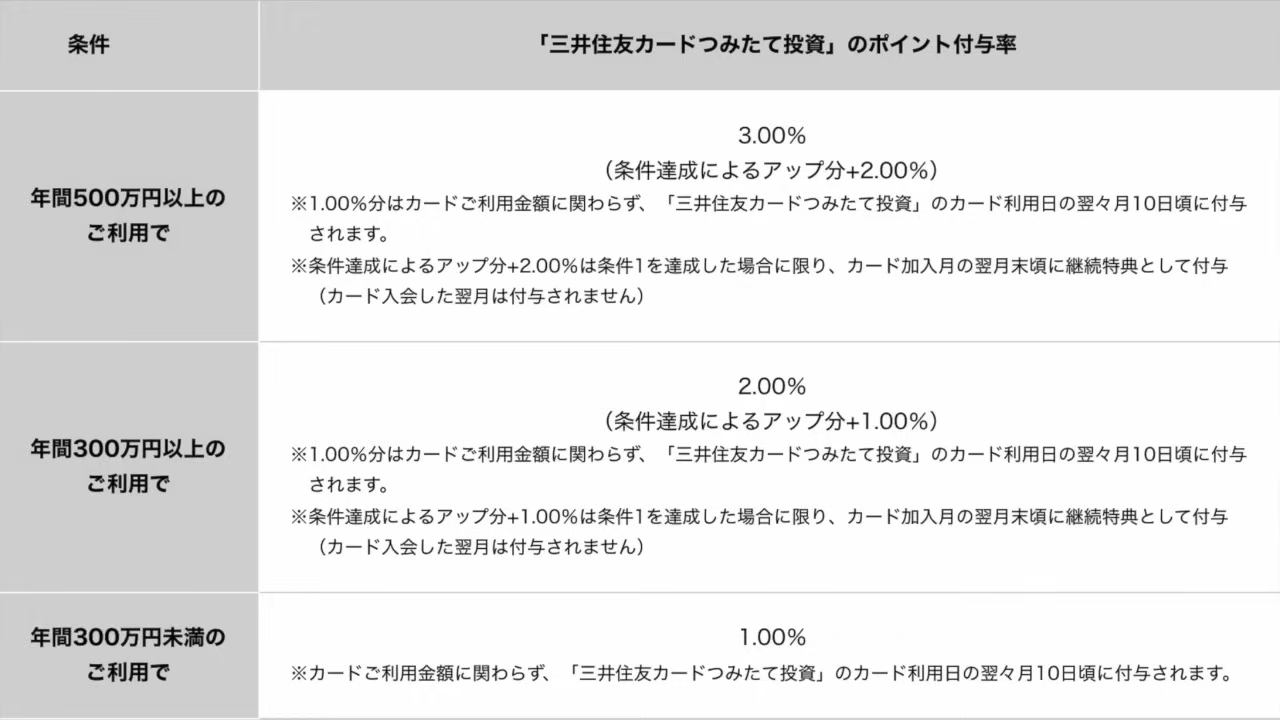 条件
「三井住友カードつみたて投資」のポイント付与率
年間500万円以上の
ご利用で
3.00%
（条件達成によるアップ分+2.00%）
※1.00%分はカードご利用金額に関わらず、「三井住友カードつみたて投資」のカード利用日の翌々月10日頃に付与
されます。
※条件達成によるアップ分+2.00%は条件1を達成した場合に限り、カード加入月の翌月末頃に継続特典として付与
（カード入会した翌月は付与されません）
年間300万円以上の
ご利用で
2.00%
（条件達成によるアップ分+1.00%）
※1.00%分はカードご利用金額に関わらず、「三井住友カードつみたて投資」のカード利用日の翌々月10日頃に付与
されます。
※条件達成によるアップ分+1.00%は条件1を達成した場合に限り、カード加入月の翌月末頃に継続特典として付与
（カード入会した翌月は付与されません）
年間300万円未満の
ご利用で
1.00%
※カードご利用金額に関わらず、「三井住友カードつみたて投資」のカード利用日の翌々月10日頃に付与されます。